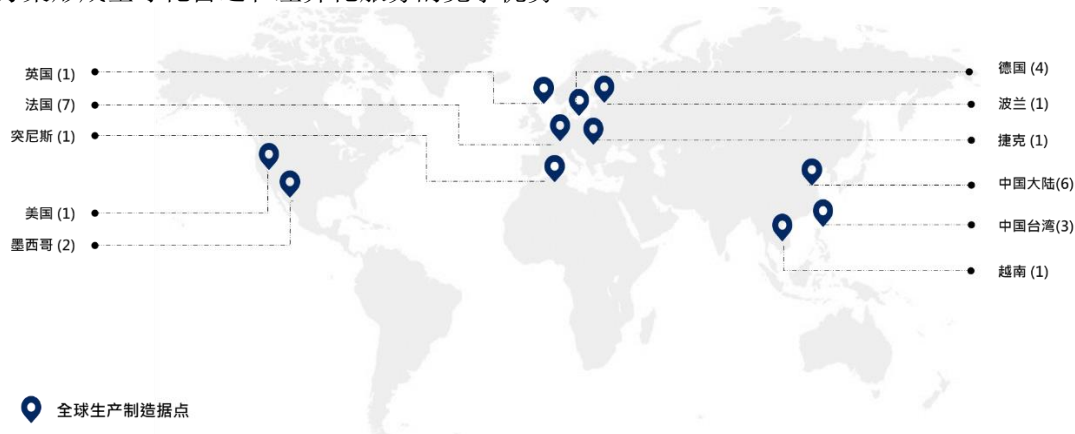 英国 (1)
法国 (7)
突尼斯 (1)
美国 (1)
墨西哥 (2)
德国 (4)
波兰 (1)
捷克 (1)
中国大陆(6)
中国台湾(3)
越南 (1)
全球生产制造据点